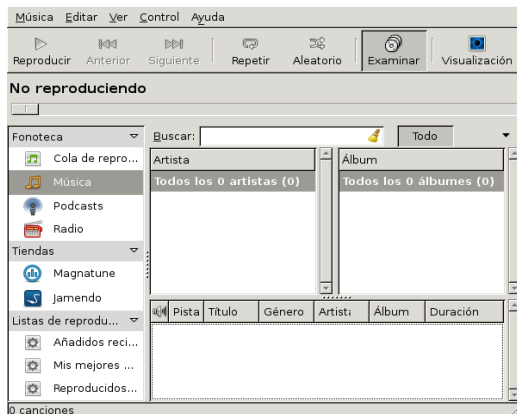 Música Editar Ver Control Ayuda
Reproducir Anterior Siguiente Repetir Aleatorio Examinar Visualización
No reproduciendo
Fonoteca
Buscar:
Todo
Cola de repro...
Música
Podcasts
Radio
Tiendas
Magnatune
Jamendo
Listas de reprodu...
Añadidos reci...
Mis mejores ...
Reproducidos...
Artista
Todos los 0 artistas (0)
Álbum
Todos los 0 álbumes (0)
Pista Título Género Artista Álbum Duración
0 canciones